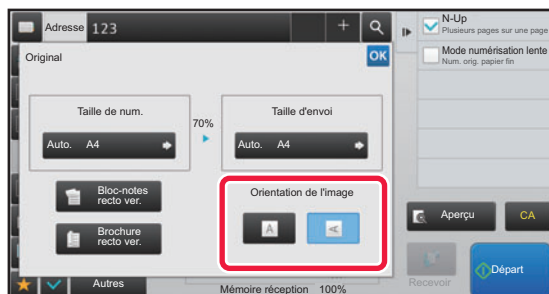 Adresse 123 +
N-Up
Plusieurs pages sur une page
Mode numérisation lente
Num. orig. papier fin
Original OK
Taille de num.
70%
Taille d'envoi
Auto. A4
Auto. A4
Bloc-notes
recto ver.
Brochure
recto ver.
Orientation de l'image
A
A
Aperçu
CA
Autres
Mémoire réception 100%
Recevoir
Départ